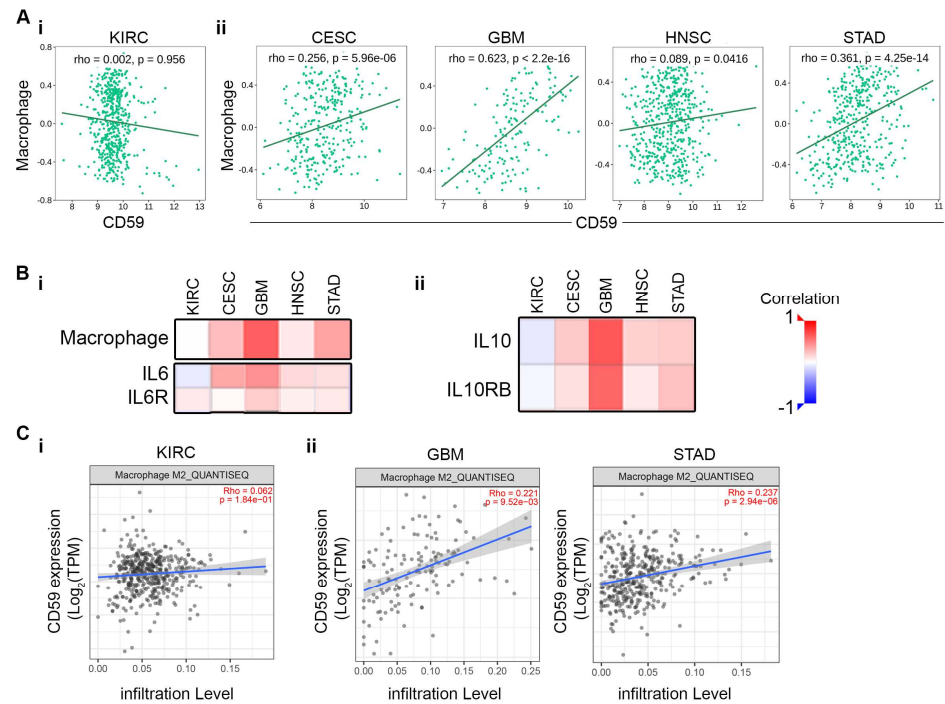 A
i
ii
KIRC
CESC
GBM
HNSC
STAD
rho = 0.002, p = 0.956
rho = 0.256, p = 5.96e-06
rho = 0.623, p < 2.2e-16
rho = 0.089, p = 0.0416
rho = 0.361, p = 4.25e-14
Macrophage
0.8
0.4
0.0
-0.4
-0.8
8 9 10 11 12 13
CD59
Macrophage
0.4
0.0
-0.4
6 8 10
0.4
0.0
-0.4
7 8 9 10
0.4
0.0
-0.4
7 8 9 10 11 12
0.4
0.0
-0.4
6 7 8 9 10 11
CD59
B
i
KIRC
CESC
GBM
HNSC
STAD
Macrophage
IL6
IL6R
ii
KIRC
CESC
GBM
HNSC
STAD
IL10
IL10RB
Correlation
1
-1
C
i
KIRC
Macrophage M2_QUANTISEQ
Rho = 0.062
p = 1.84e−01
CD59 expression
(Log2(TPM)
0.00 0.05 0.10 0.15
infiltration Level
ii
GBM
Macrophage M2_QUANTISEQ
Rho = 0.221
p = 9.52e−03
CD59 expression
(Log2(TPM)
0.00 0.05 0.10 0.15 0.20 0.25
infiltration Level
STAD
Macrophage M2_QUANTISEQ
Rho = 0.237
p = 2.94e−06
CD59 expression
(Log2(TPM)
0.00 0.05 0.10 0.15
infiltration Level